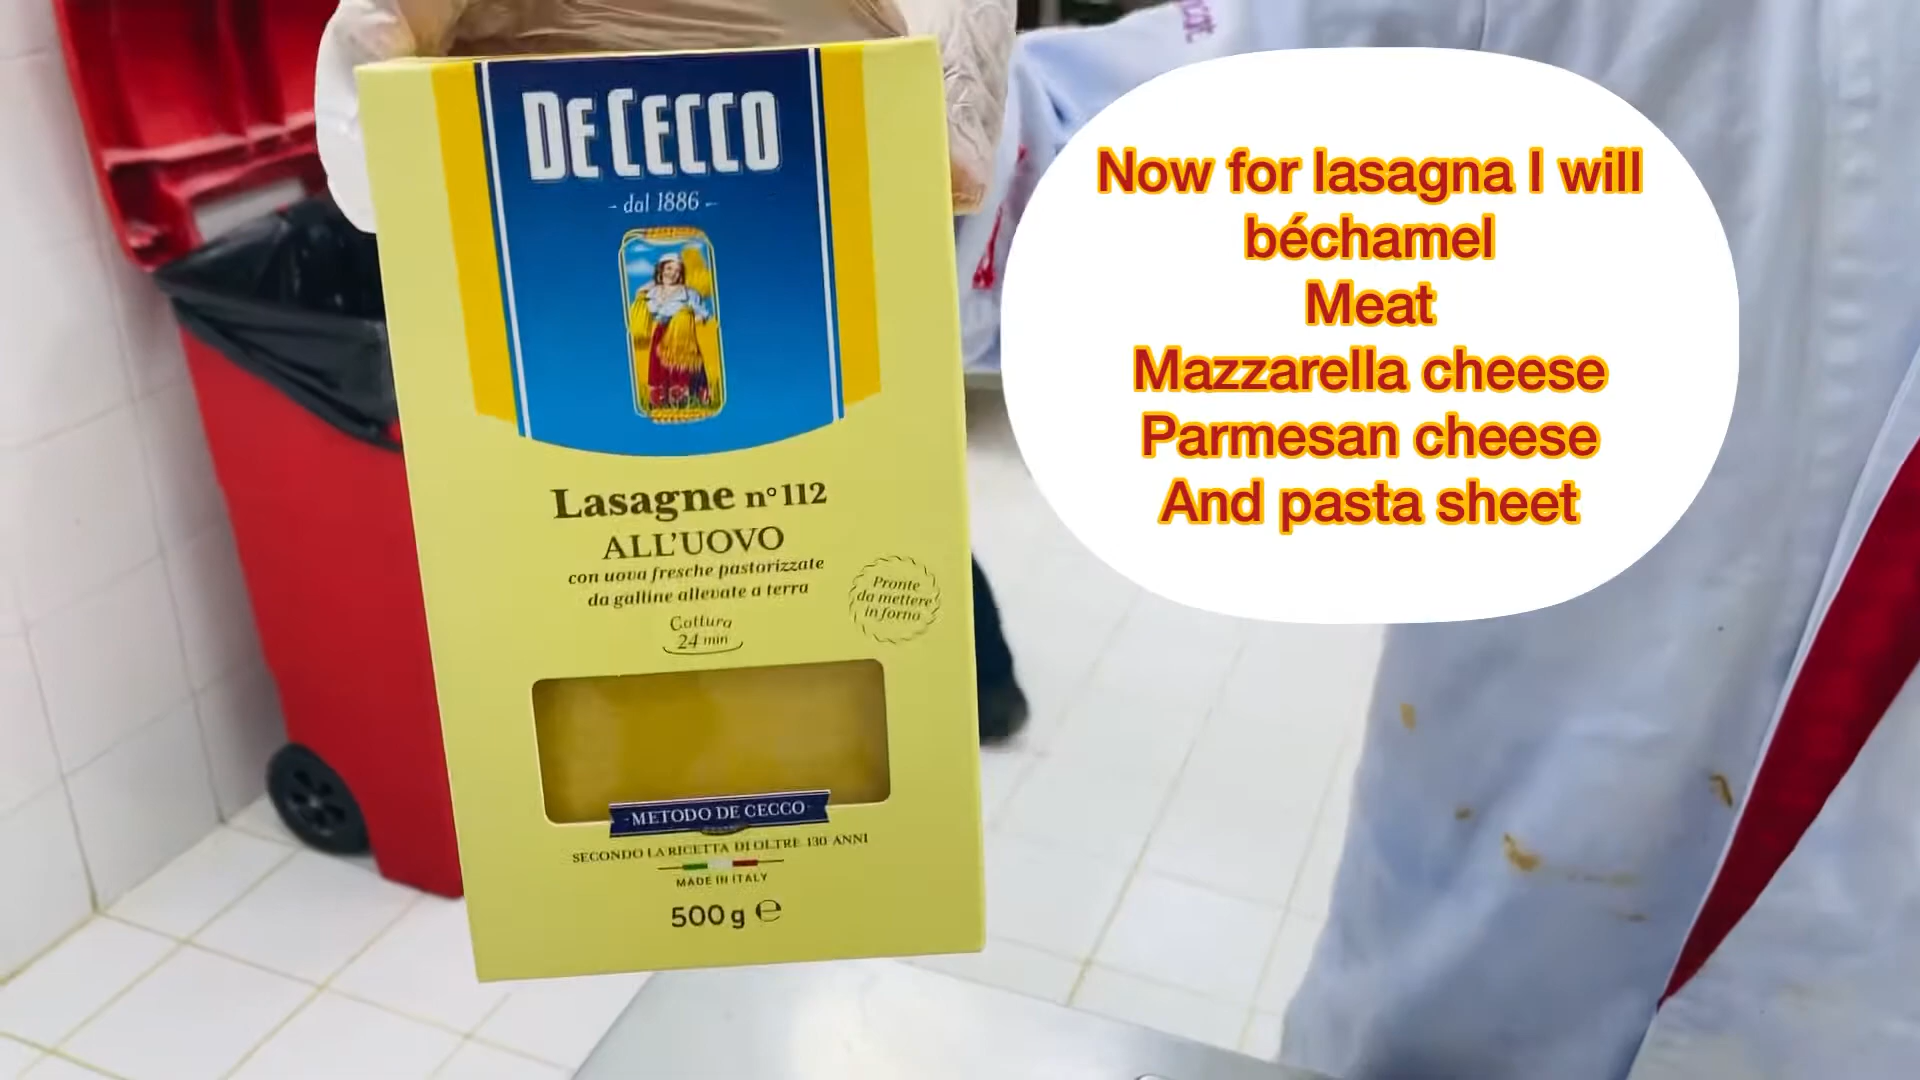 DE CECCO
- dal 1886 -
Lasagne n°112
ALL'UOVO
con uova fresche pastorizzate
da galline allevate a terra
Cottura
24 min
Pronte
da mettere
in forno
METODO DE CECCO
SECONDO LA RICETTA DI OLTRE 130 ANNI
MADE IN ITALY
500 g e
Now for lasagna I will
béchamel
Meat
Mazzarella cheese
Parmesan cheese
And pasta sheet